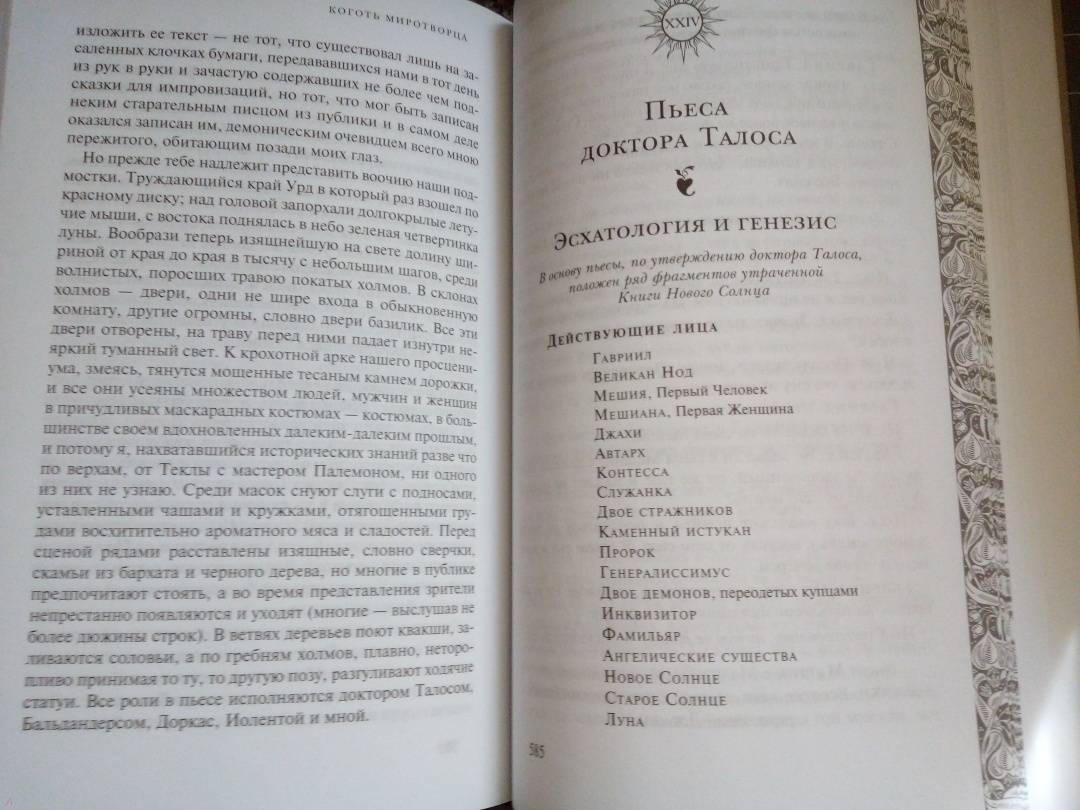 КОГОТЬ МИРОТВОРЦА
изложить ее текст — не тот, что существовал лишь на за-
саленных клочках бумаги, передававшихся нами в тот день
из рук в руки и зачастую содержавших не более чем под-
сказки для импровизаций, но тот, что мог быть записан
неким старательным писцом из публики и в самом деле
оказался записан им, демоническим очевидцем всего мною
пережитого, обитающим позади моих глаз.
Но прежде тебе надлежит представить воочию наши под-
мостки. Труждающийся край Урд в который раз взошел по
красному диску; над головой запорхали долгокрылые лету-
чие мыши, с востока поднялась в небо зеленая четвертинка
луны. Вообрази теперь изящнейшую на свете долину ши-
риной от края до края в тысячу с небольшим шагов, среди
волнистых, поросших травою покатых холмов. В склонах
холмов — двери, одни не шире входа в обыкновенную
комнату, другие огромны, словно двери базилик. Все эти
двери отворены, на траву перед ними падает изнутри не-
яркий туманный свет. К крохотной арке нашего просцени-
ума, змеясь, тянутся мощенные тесаным камнем дорожки,
и все они усеяны множеством людей, мужчин и женщин
в причудливых маскарадных костюмах — костюмах, в боль-
шинстве своем вдохновленных далеким-далеким прошлым,
и потому я, нахватавшийся исторических знаний разве что
по верхам, от Теклы с мастером Палемоном, ни одного
из них не узнаю. Среди масок снуют слуги с подносами,
уставленными чашами и кружками, отягощенными гру-
дами восхитительно ароматного мяса и сладостей. Перед
сценой рядами расставлены изящные, словно сверчки,
скамьи из бархата и черного дерева, но многие в публике
предпочитают стоять, а во время представления зрители
непрестанно появляются и уходят (многие — выслушав не
более дюжины строк). В ветвях деревьев поют квакши, за-
ливаются соловьи, а по гребням холмов, плавно, неторо-
пливо принимая то ту, то другую позу, разгуливают ходячие
статуи. Все роли в пьесе исполняются доктором Талосом,
Бальдандерсом, Доркас, Иолентой и мной.
XXIV
Пьеса
доктора Талоса
Эсхатология и генезис
В основу пьесы, по утверждению доктора Талоса,
положен ряд фрагментов утраченной
Книги Нового Солнца
Действующие лица
Гавриил
Великан Нод
Мешия, Первый Человек
Мешиана, Первая Женщина
Джахи
Автарх
Контесса
Служанка
Двое стражников
Каменный истукан
Пророк
Генералиссимус
Двое демонов, переодетых купцами
Инквизитор
Фамильяр
Ангелические существа
Новое Солнце
Старое Солнце
Луна
585